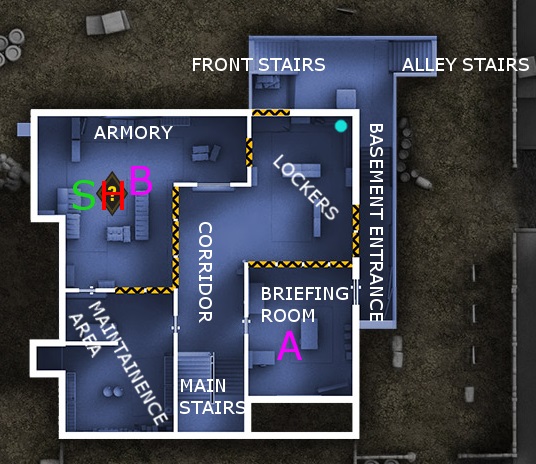 FRONT STAIRS
ALLEY STAIRS
ARMORY
BASEMENT ENTRANCE
LOCKERS
S H B
CORRIDOR
BRIEFING
ROOM
MAINTAINENCE
AREA
A
MAIN
STAIRS